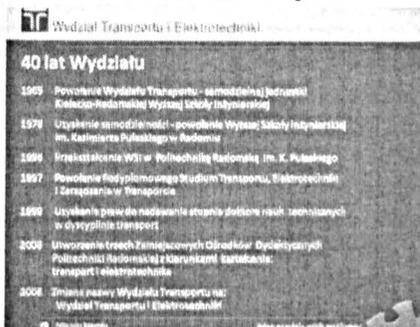 Wydział Transportu i Elektrotechniki
40 lat Wydziału
1969 Powołanie Wydziału Transportu - samodzielnej jednostki
Kielecko-Radomskiej Wyższej Szkoły Inżynierskiej
1978 Uzyskanie samodzielności - powołanie Wyższej Szkoły Inżynierskiej
im. Kazimierza Pułaskiego w Radomiu
1996 Przekształcenie WSI w Politechnikę Radomską im. K. Pułaskiego
1997 Powołanie Podyplomowego Studium Transportu, Elektrotechniki
i Zarządzania w Transporcie
1999 Uzyskanie praw do nadawania stopnia doktora nauk technicznych
w dyscyplinie transport
Utworzenie trzech Zamiejscowych Ośrodków Dydaktycznych
Politechniki Radomskiej z kierunkami kształcenia:
transport i elektrotechnika
2008 Zmiana nazwy Wydziału Transportu na:
Wydział Transportu i Elektrotechniki